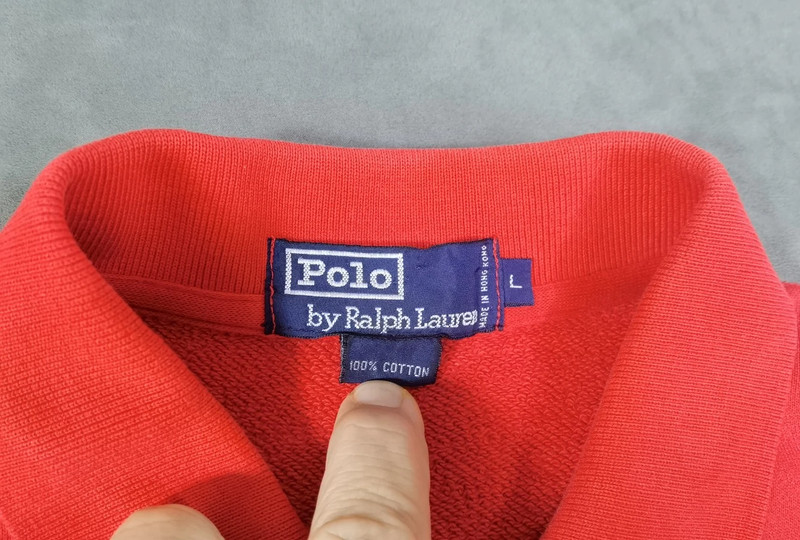 Polo
by Ralph Lauren
MADE IN HONG KONG
L
100% COTTON